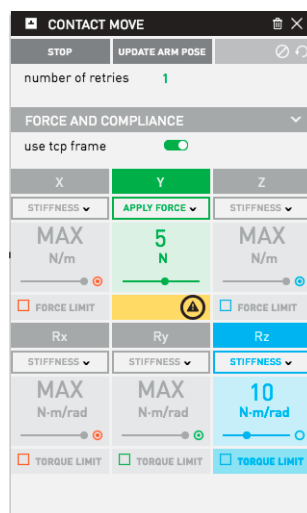 CONTACT MOVE
STOP UPDATE ARM POSE
number of retries 1
FORCE AND COMPLIANCE
use tcp frame
X Y Z
STIFFNESS APPLY FORCE STIFFNESS
MAX 5 MAX
N/m N N/m
FORCE LIMIT FORCE LIMIT
Rx Ry Rz
STIFFNESS STIFFNESS STIFFNESS
MAX MAX 10
N·m/rad N·m/rad N·m/rad
TORQUE LIMIT TORQUE LIMIT TORQUE LIMIT